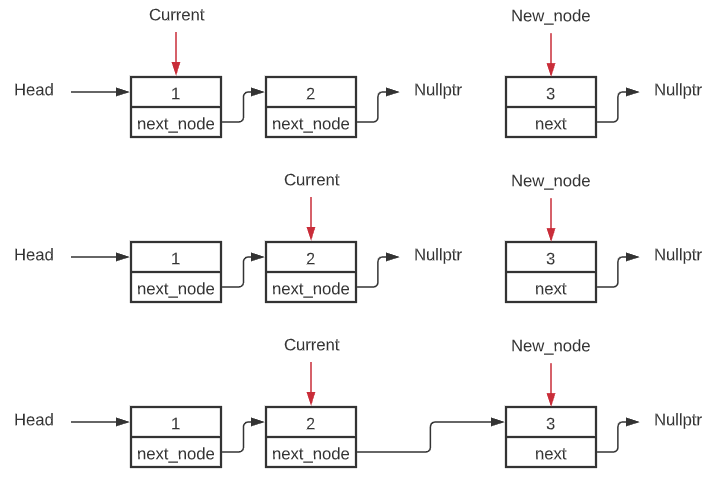 Current New_node
Head 1 2 Nullptr 3 Nullptr
next_node next_node next
Current New_node
Head 1 2 Nullptr 3 Nullptr
next_node next_node next
Current New_node
Head 1 2 3 Nullptr
next_node next_node next